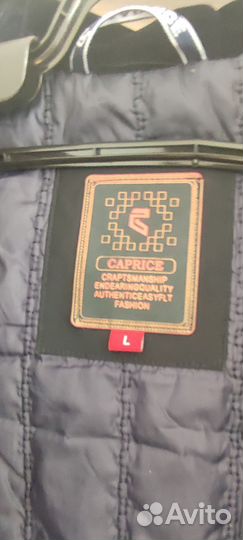 CAPRICE
CRAFTSMANSHIP
ENDEARINGQUALITY
AUTHENTICEASYFLT
FASHION
L
Avito